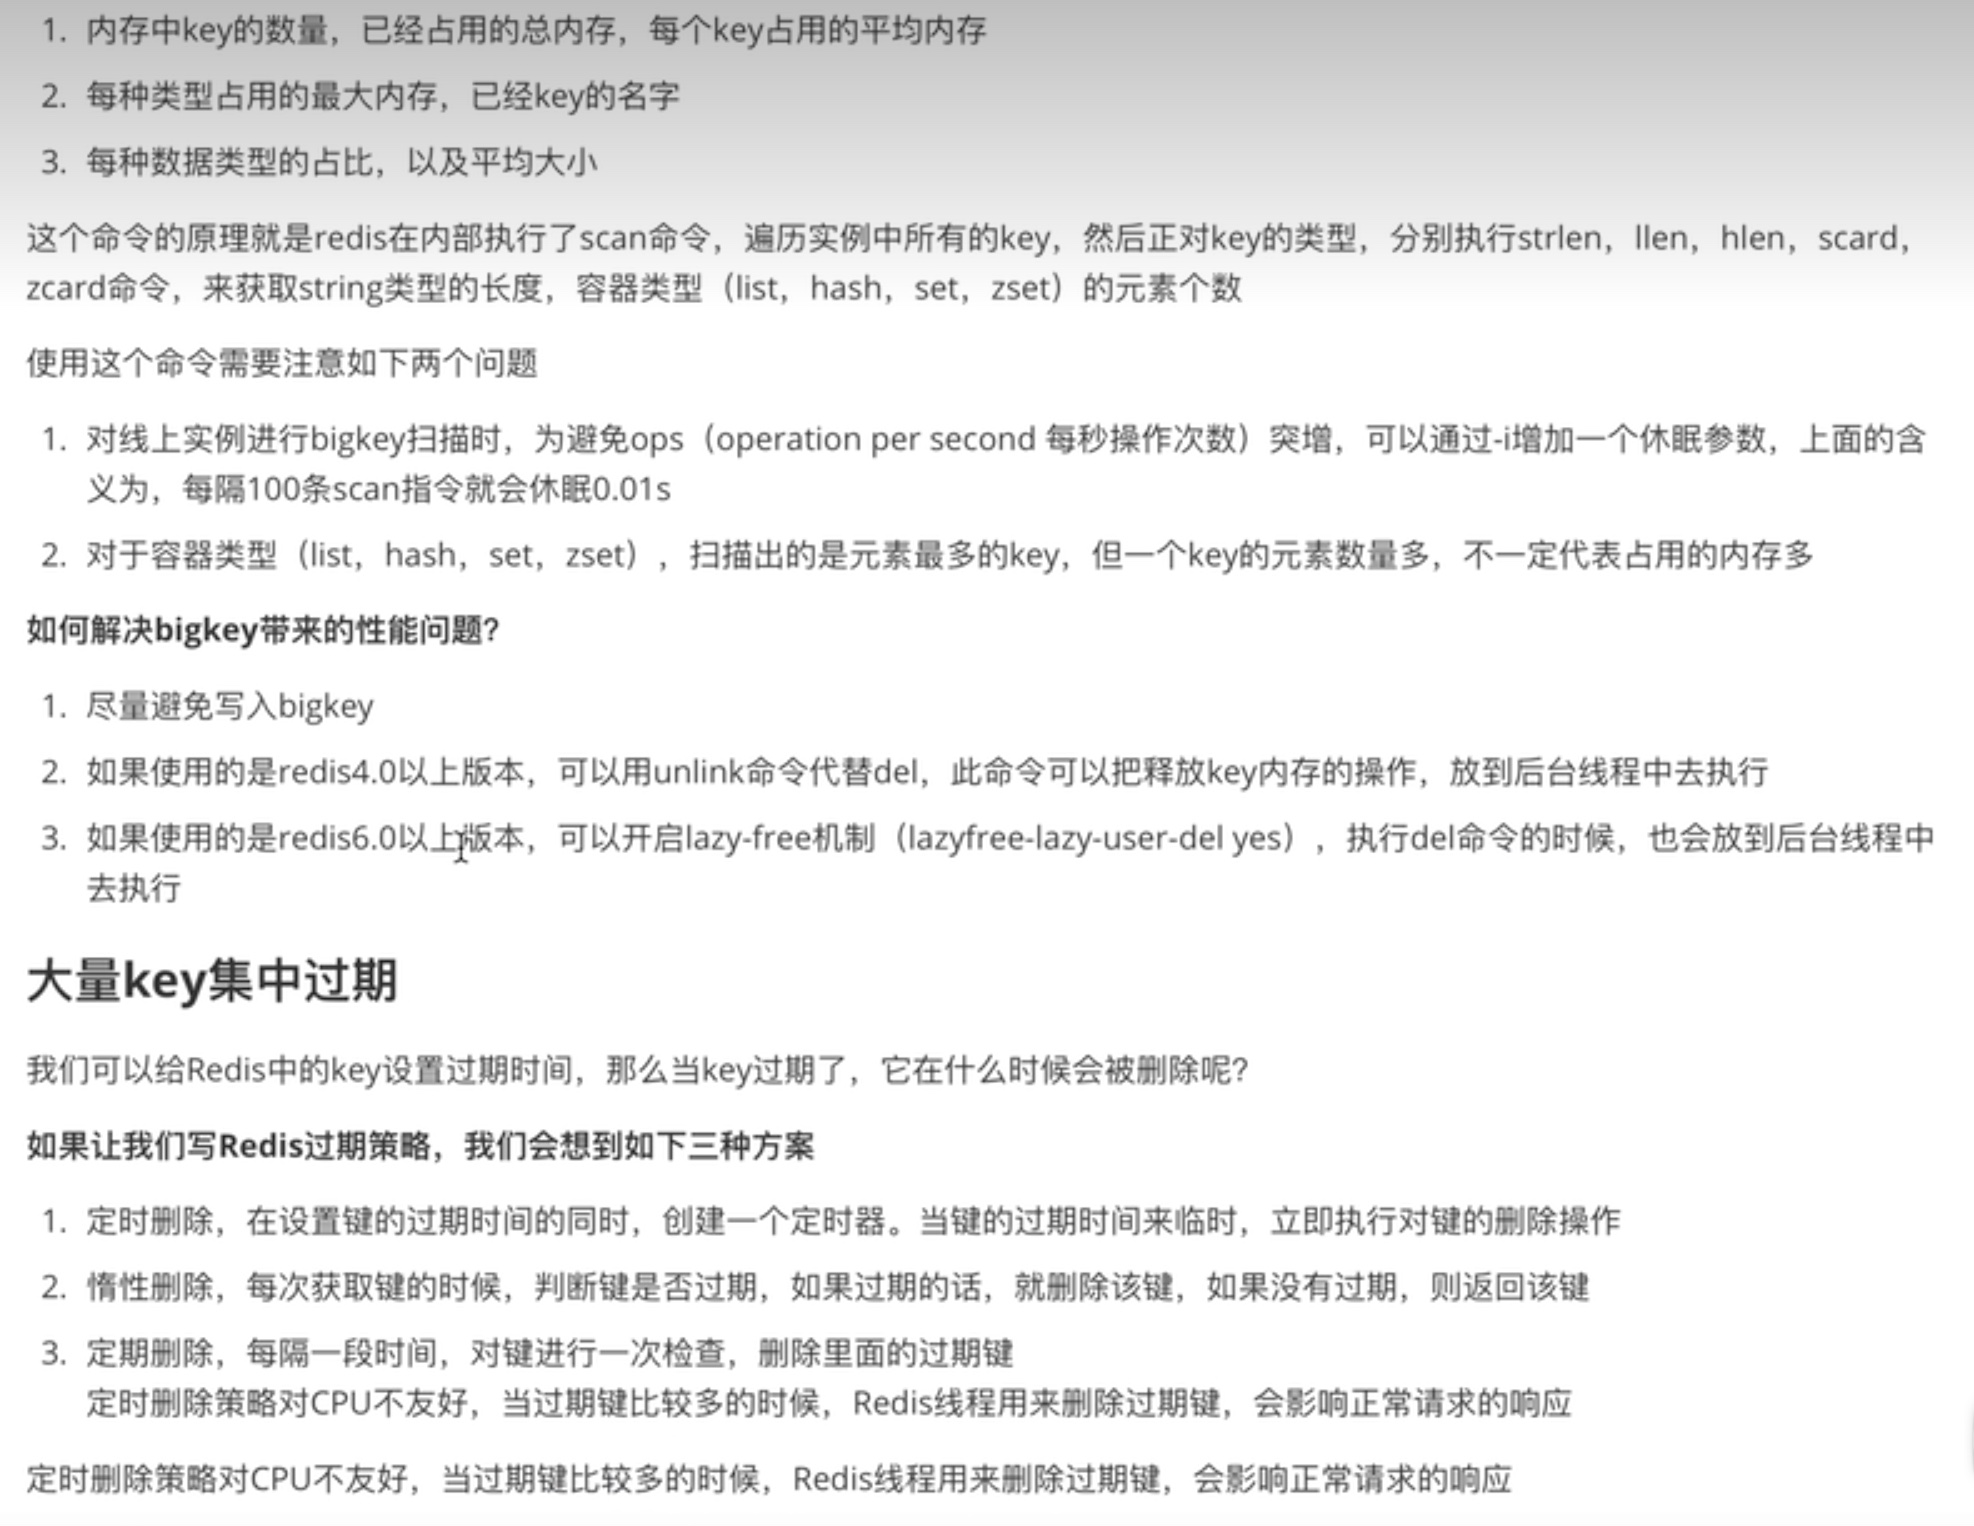 1. 内存中key的数量，已经占用的总内存，每个key占用的平均内存
2. 每种类型占用的最大内存，已经key的名字
3. 每种数据类型的占比，以及平均大小
这个命令的原理就是redis在内部执行了scan命令，遍历实例中所有的key，然后正对key的类型，分别执行strlen，llen，hlen，scard，
zcard命令，来获取string类型的长度，容器类型（list，hash，set，zset）的元素个数
使用这个命令需要注意如下两个问题
1. 对线上实例进行bigkey扫描时，为避免ops（operation per second 每秒操作次数）突增，可以通过-i增加一个休眠参数，上面的含
义为，每隔100条scan指令就会休眠0.01s
2. 对于容器类型（list，hash，set，zset），扫描出的是元素最多的key，但一个key的元素数量多，不一定代表占用的内存多
如何解决bigkey带来的性能问题？
1. 尽量避免写入bigkey
2. 如果使用的是redis4.0以上版本，可以用unlink命令代替del，此命令可以把释放key内存的操作，放到后台线程中去执行
3. 如果使用的是redis6.0以上版本，可以开启lazy-free机制（lazyfree-lazy-user-del yes），执行del命令的时候，也会放到后台线程中
去执行
大量key集中过期
我们可以给Redis中的key设置过期时间，那么当key过期了，它在什么时候会被删除呢？
如果让我们写Redis过期策略，我们会想到如下三种方案
1. 定时删除，在设置键的过期时间的同时，创建一个定时器。当键的过期时间来临时，立即执行对键的删除操作
2. 惰性删除，每次获取键的时候，判断键是否过期，如果过期的话，就删除该键，如果没有过期，则返回该键
3. 定期删除，每隔一段时间，对键进行一次检查，删除里面的过期键
定时删除策略对CPU不友好，当过期键比较多的时候，Redis线程用来删除过期键，会影响正常请求的响应
定时删除策略对CPU不友好，当过期键比较多的时候，Redis线程用来删除过期键，会影响正常请求的响应